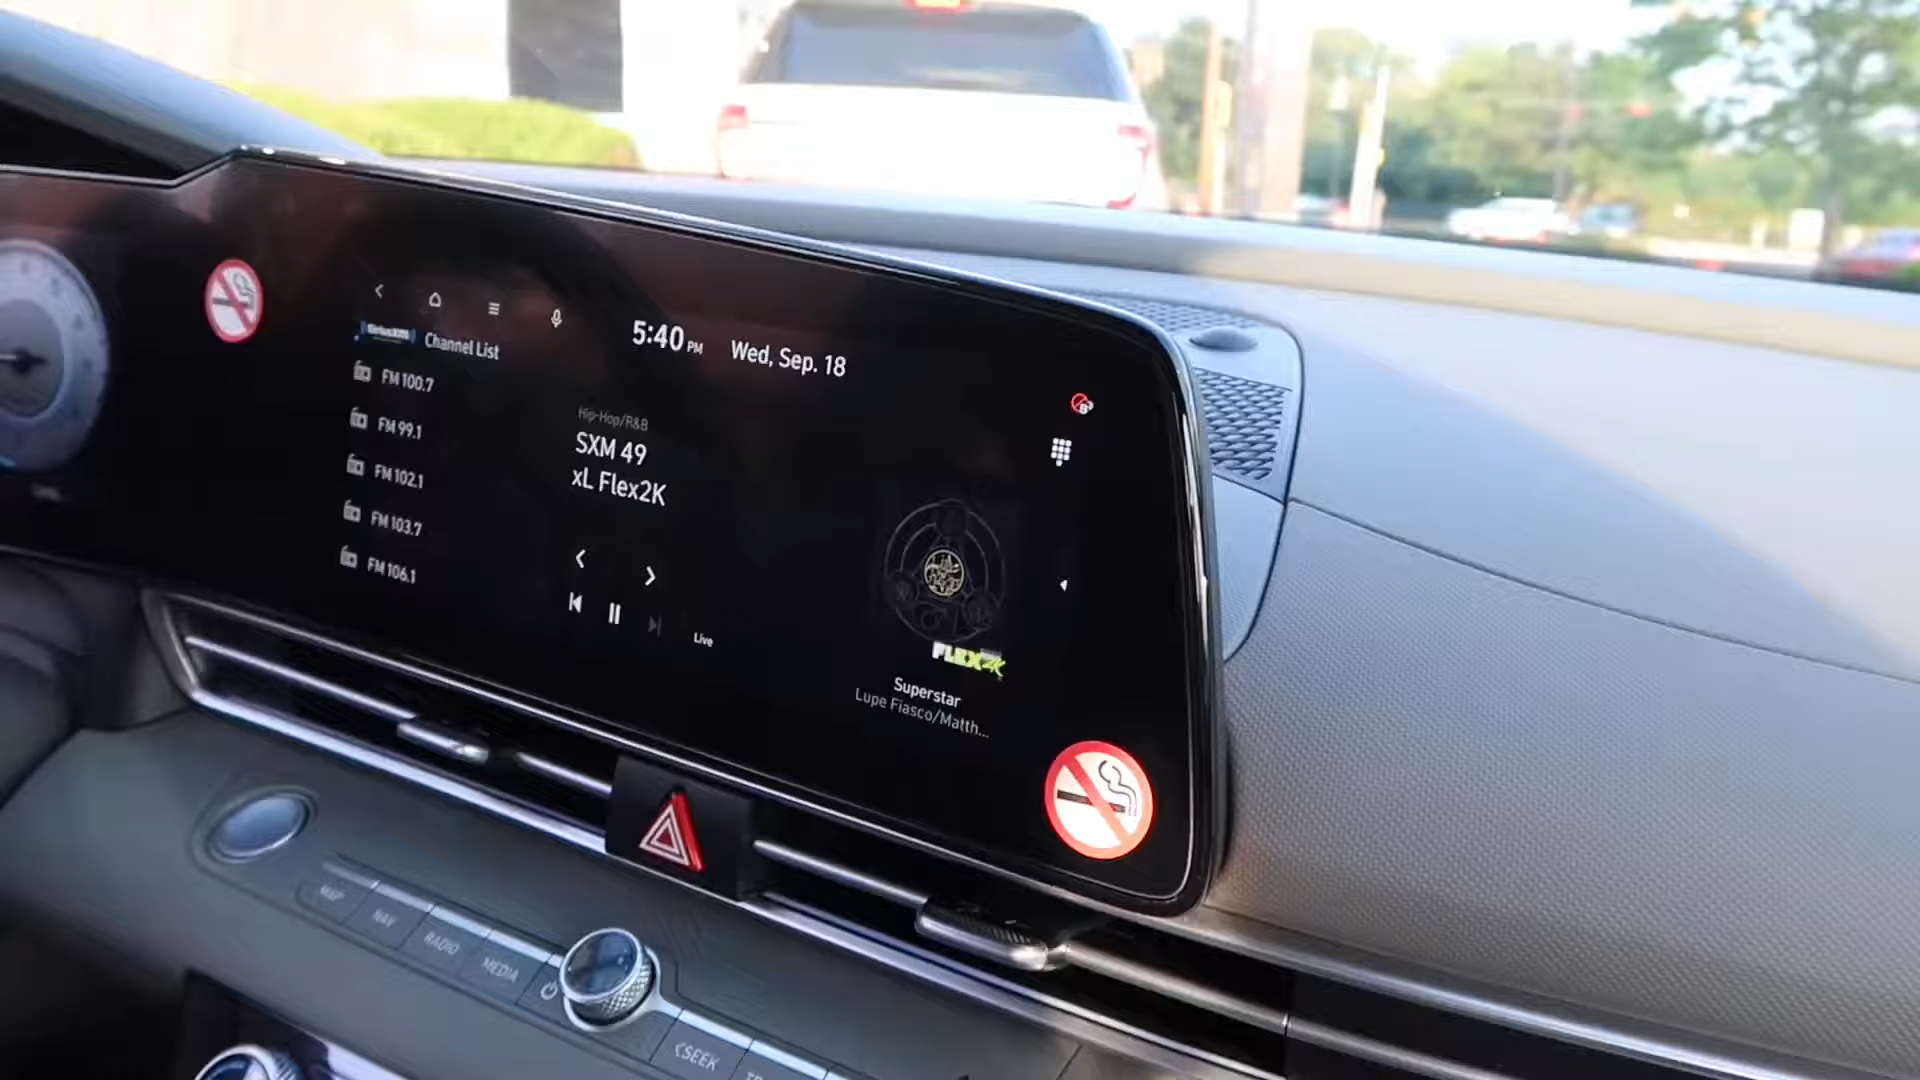 5:40 PM
Wed, Sep. 18
SiriusXM
Channel List
FM 100.7
FM 99.1
FM 102.1
FM 103.7
FM 106.1
Hip-Hop/R&B
SXM 49
xL Flex2K
Live
FLEX2K
Superstar
Lupe Fiasco/Matth...
MAP
NAV
RADIO
MEDIA
<SEEK